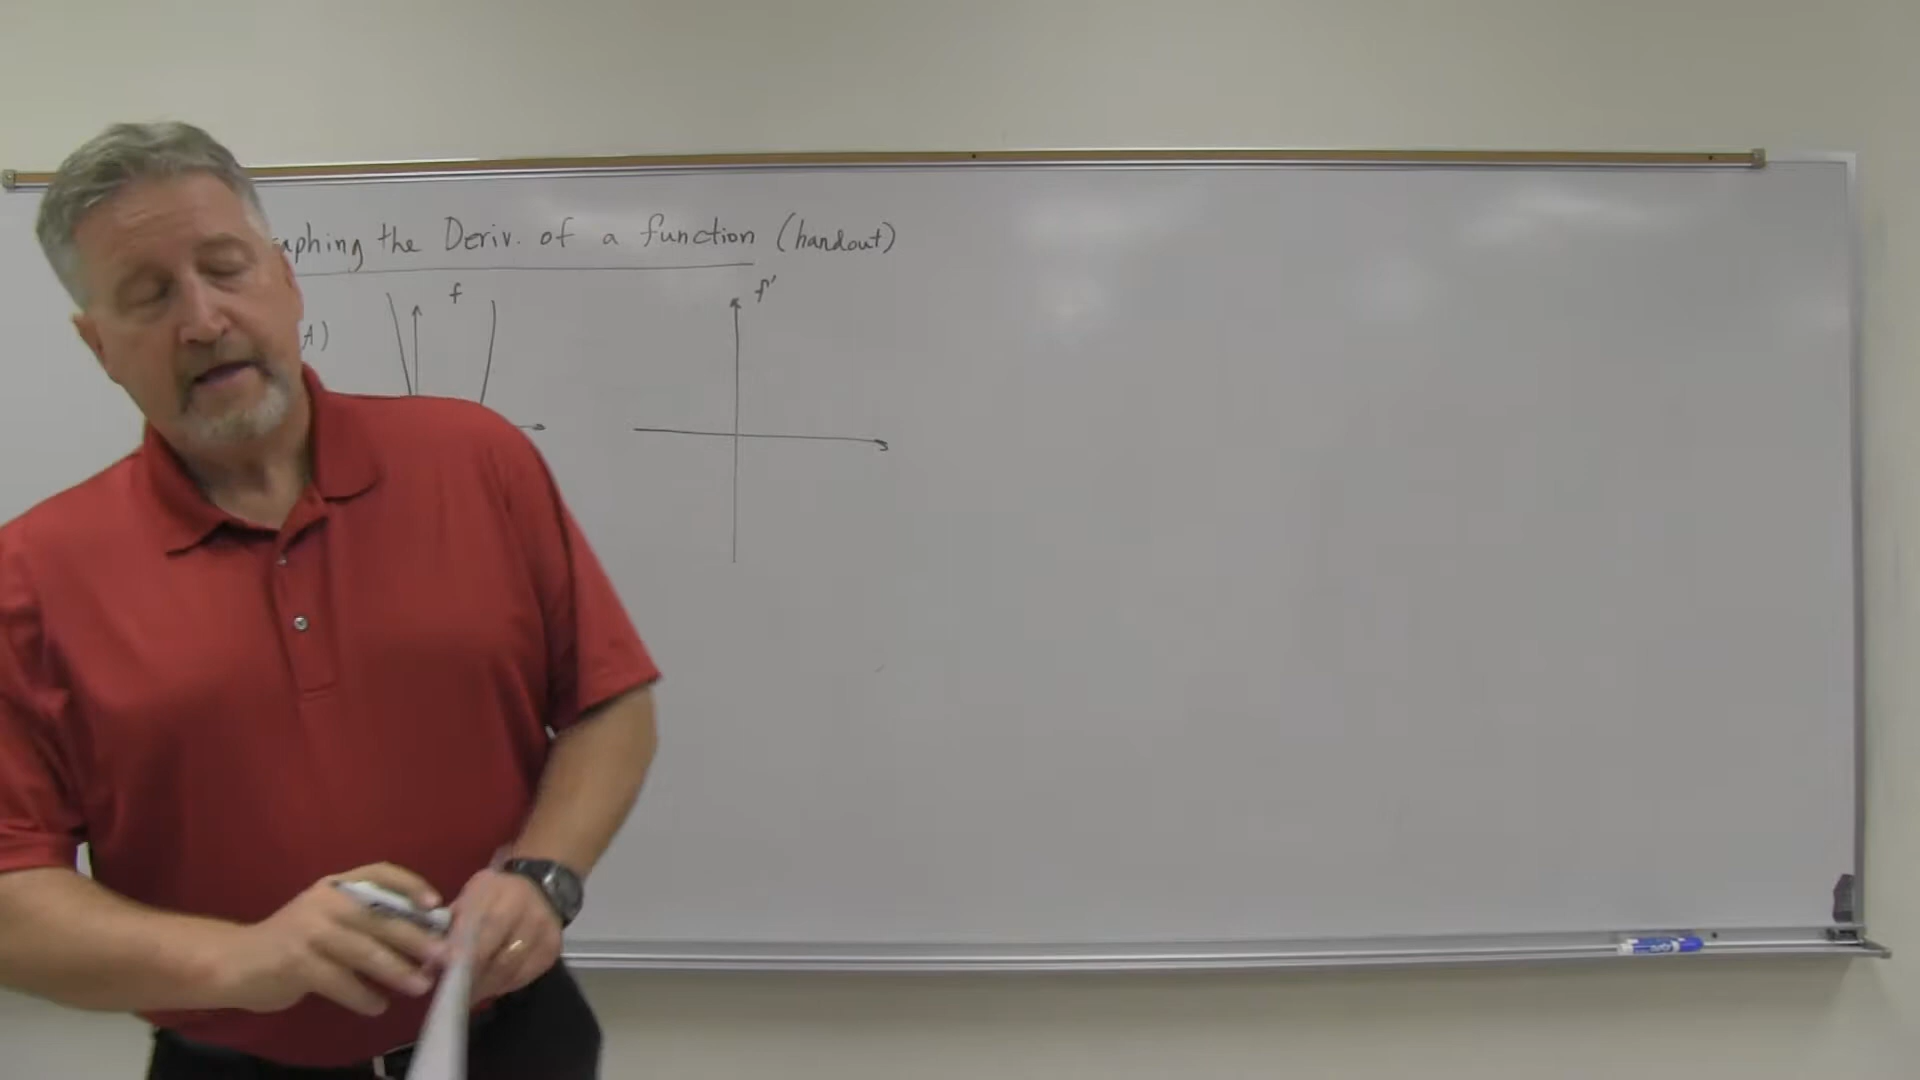 aphing the Deriv. of a function (handout)
f
f'
A)